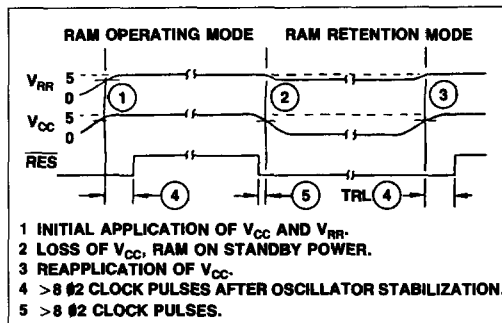 RAM OPERATING MODE RAM RETENTION MODE
VRR 5
0
1 2 3
VCC 5
0
RES
4 5 TRL 4
1 INITIAL APPLICATION OF VCC AND VRR.
2 LOSS OF VCC, RAM ON STANDBY POWER.
3 REAPPLICATION OF VCC.
4 >8 ø2 CLOCK PULSES AFTER OSCILLATOR STABILIZATION.
5 >8 ø2 CLOCK PULSES.